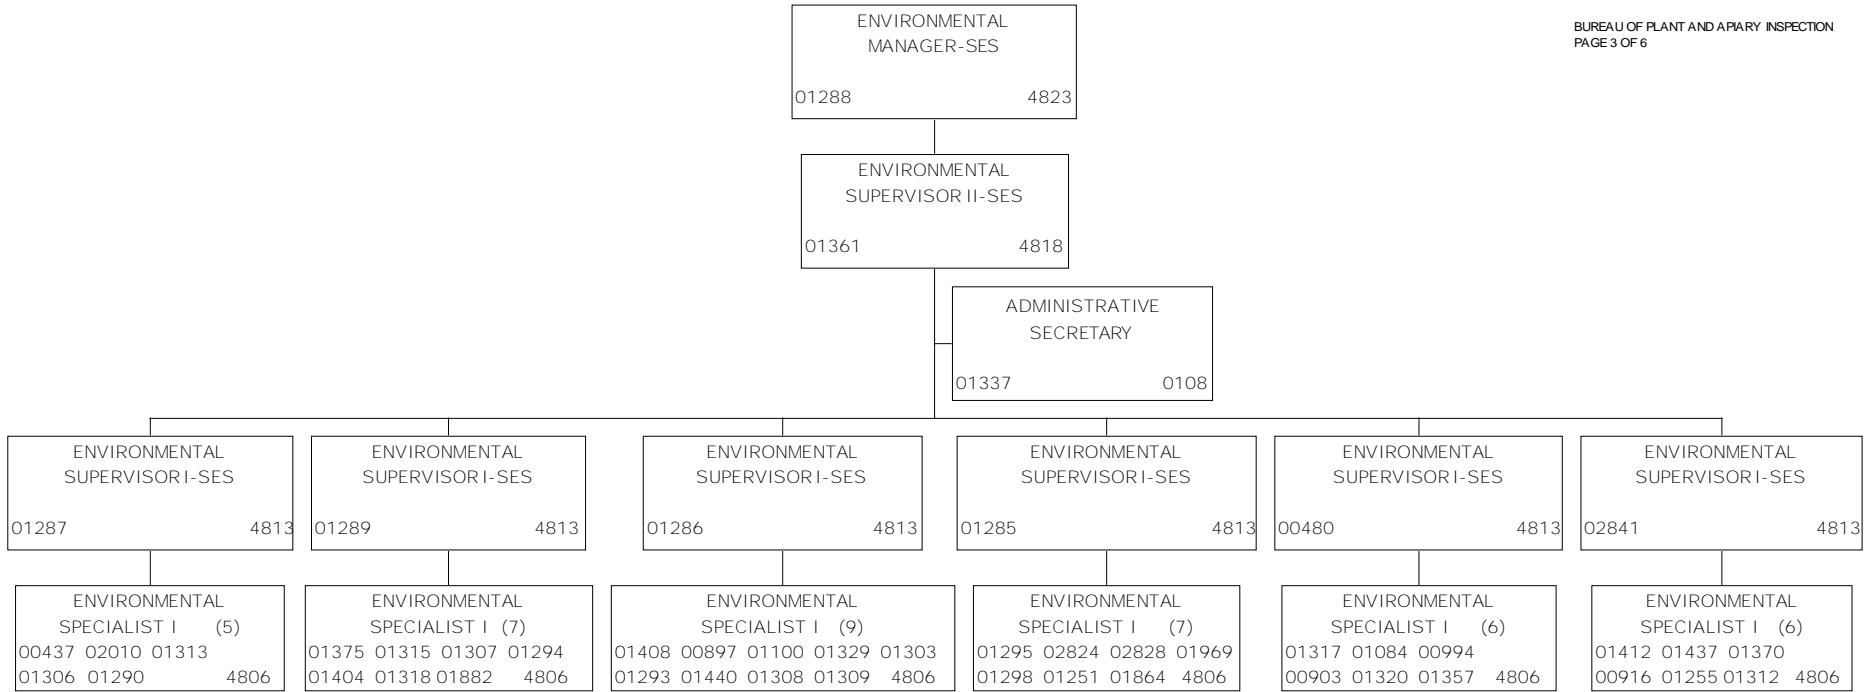 BUREAU OF PLANT AND APIARY INSPECTION
PAGE 3 OF 6
ENVIRONMENTAL
MANAGER-SES
01288 4823
ENVIRONMENTAL
SUPERVISOR II-SES
01361 4818
ADMINISTRATIVE
SECRETARY
01337 0108
ENVIRONMENTAL
SUPERVISOR I-SES
01287 4813
ENVIRONMENTAL
SUPERVISOR I-SES
01289 4813
ENVIRONMENTAL
SUPERVISOR I-SES
01286 4813
ENVIRONMENTAL
SUPERVISOR I-SES
01285 4813
ENVIRONMENTAL
SUPERVISOR I-SES
00480 4813
ENVIRONMENTAL
SUPERVISOR I-SES
02841 4813
ENVIRONMENTAL
SPECIALIST I (5)
00437 02010 01313
01306 01290 4806
ENVIRONMENTAL
SPECIALIST I (7)
01375 01315 01307 01294
01404 01318 01882 4806
ENVIRONMENTAL
SPECIALIST I (9)
01408 00897 01100 01329 01303
01293 01440 01308 01309 4806
ENVIRONMENTAL
SPECIALIST I (7)
01295 02824 02828 01969
01298 01251 01864 4806
ENVIRONMENTAL
SPECIALIST I (6)
01317 01084 00994
00903 01320 01357 4806
ENVIRONMENTAL
SPECIALIST I (6)
01412 01437 01370
00916 01255 01312 4806